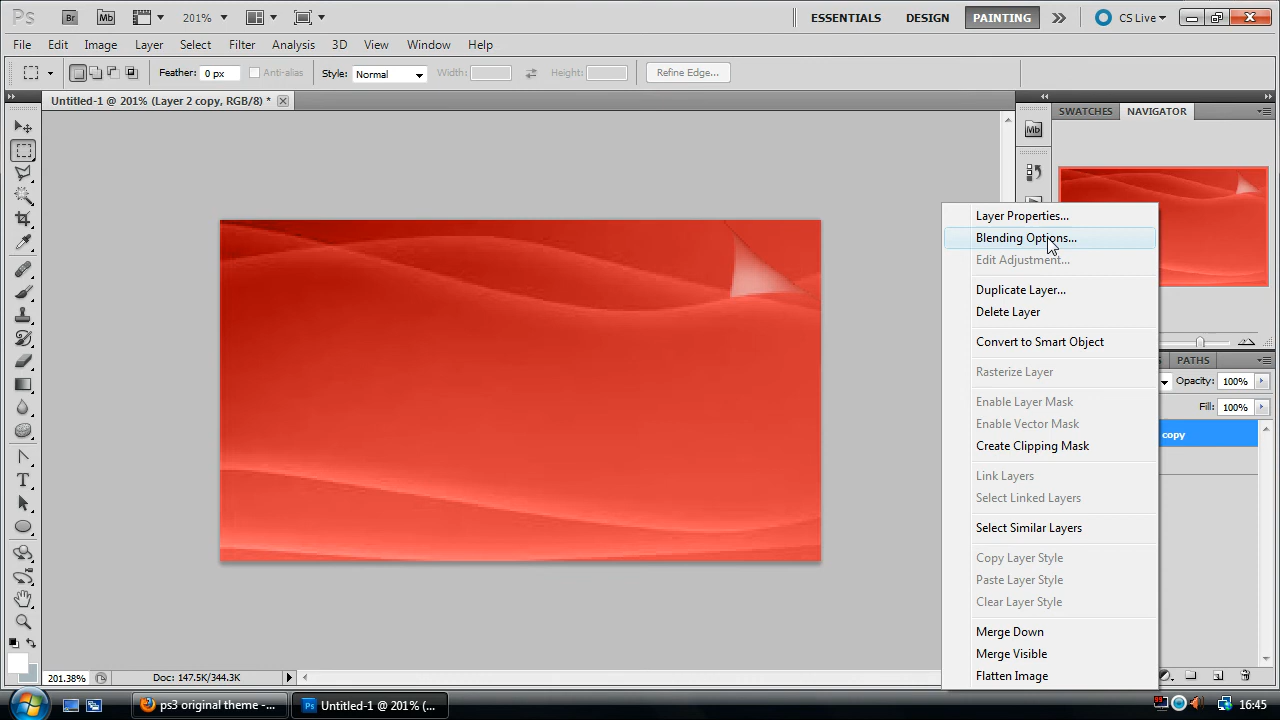 Ps Br Mb 201% ESSENTIALS DESIGN PAINTING CS Live
File Edit Image Layer Select Filter Analysis 3D View Window Help
Feather: 0 px Anti-alias Style: Normal Width: Height: Refine Edge...
Untitled-1 @ 201% (Layer 2 copy, RGB/8) *
SWATCHES NAVIGATOR
Mb
Layer Properties...
Blending Options...
Edit Adjustment...
Duplicate Layer...
Delete Layer
Convert to Smart Object
PATHS
Rasterize Layer
Opacity: 100%
Enable Layer Mask
Fill: 100%
Enable Vector Mask
copy
Create Clipping Mask
Link Layers
Select Linked Layers
Select Similar Layers
Copy Layer Style
Paste Layer Style
Clear Layer Style
Merge Down
Merge Visible
Flatten Image
201.38% Doc: 147.5K/344.3K
ps3 original theme -... Ps Untitled-1 @ 201% (... 16:45